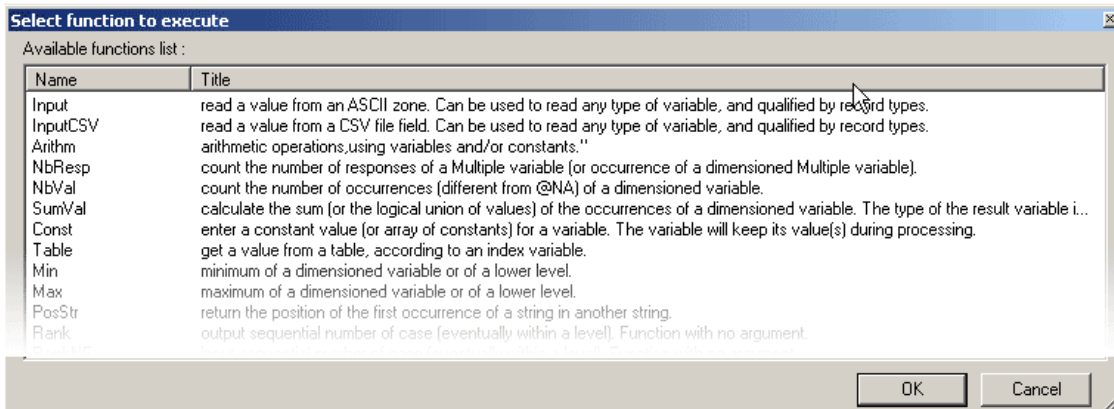 Select function to execute
Available functions list :
Name Title
Input read a value from an ASCII zone. Can be used to read any type of variable, and qualified by record types.
InputCSV read a value from a CSV file field. Can be used to read any type of variable, and qualified by record types.
Arithm arithmetic operations,using variables and/or constants."
NbResp count the number of responses of a Multiple variable (or occurrence of a dimensioned Multiple variable).
NbVal count the number of occurrences (different from @NA) of a dimensioned variable.
SumVal calculate the sum (or the logical union of values) of the occurrences of a dimensioned variable. The type of the result variable i...
Const enter a constant value (or array of constants) for a variable. The variable will keep its value(s) during processing.
Table get a value from a table, according to an index variable.
Min minimum of a dimensioned variable or of a lower level.
Max maximum of a dimensioned variable or of a lower level.
PosStr return the position of the first occurrence of a string in another string.
Rank output sequential number of case (eventually within a level). Function with no argument.
OK Cancel